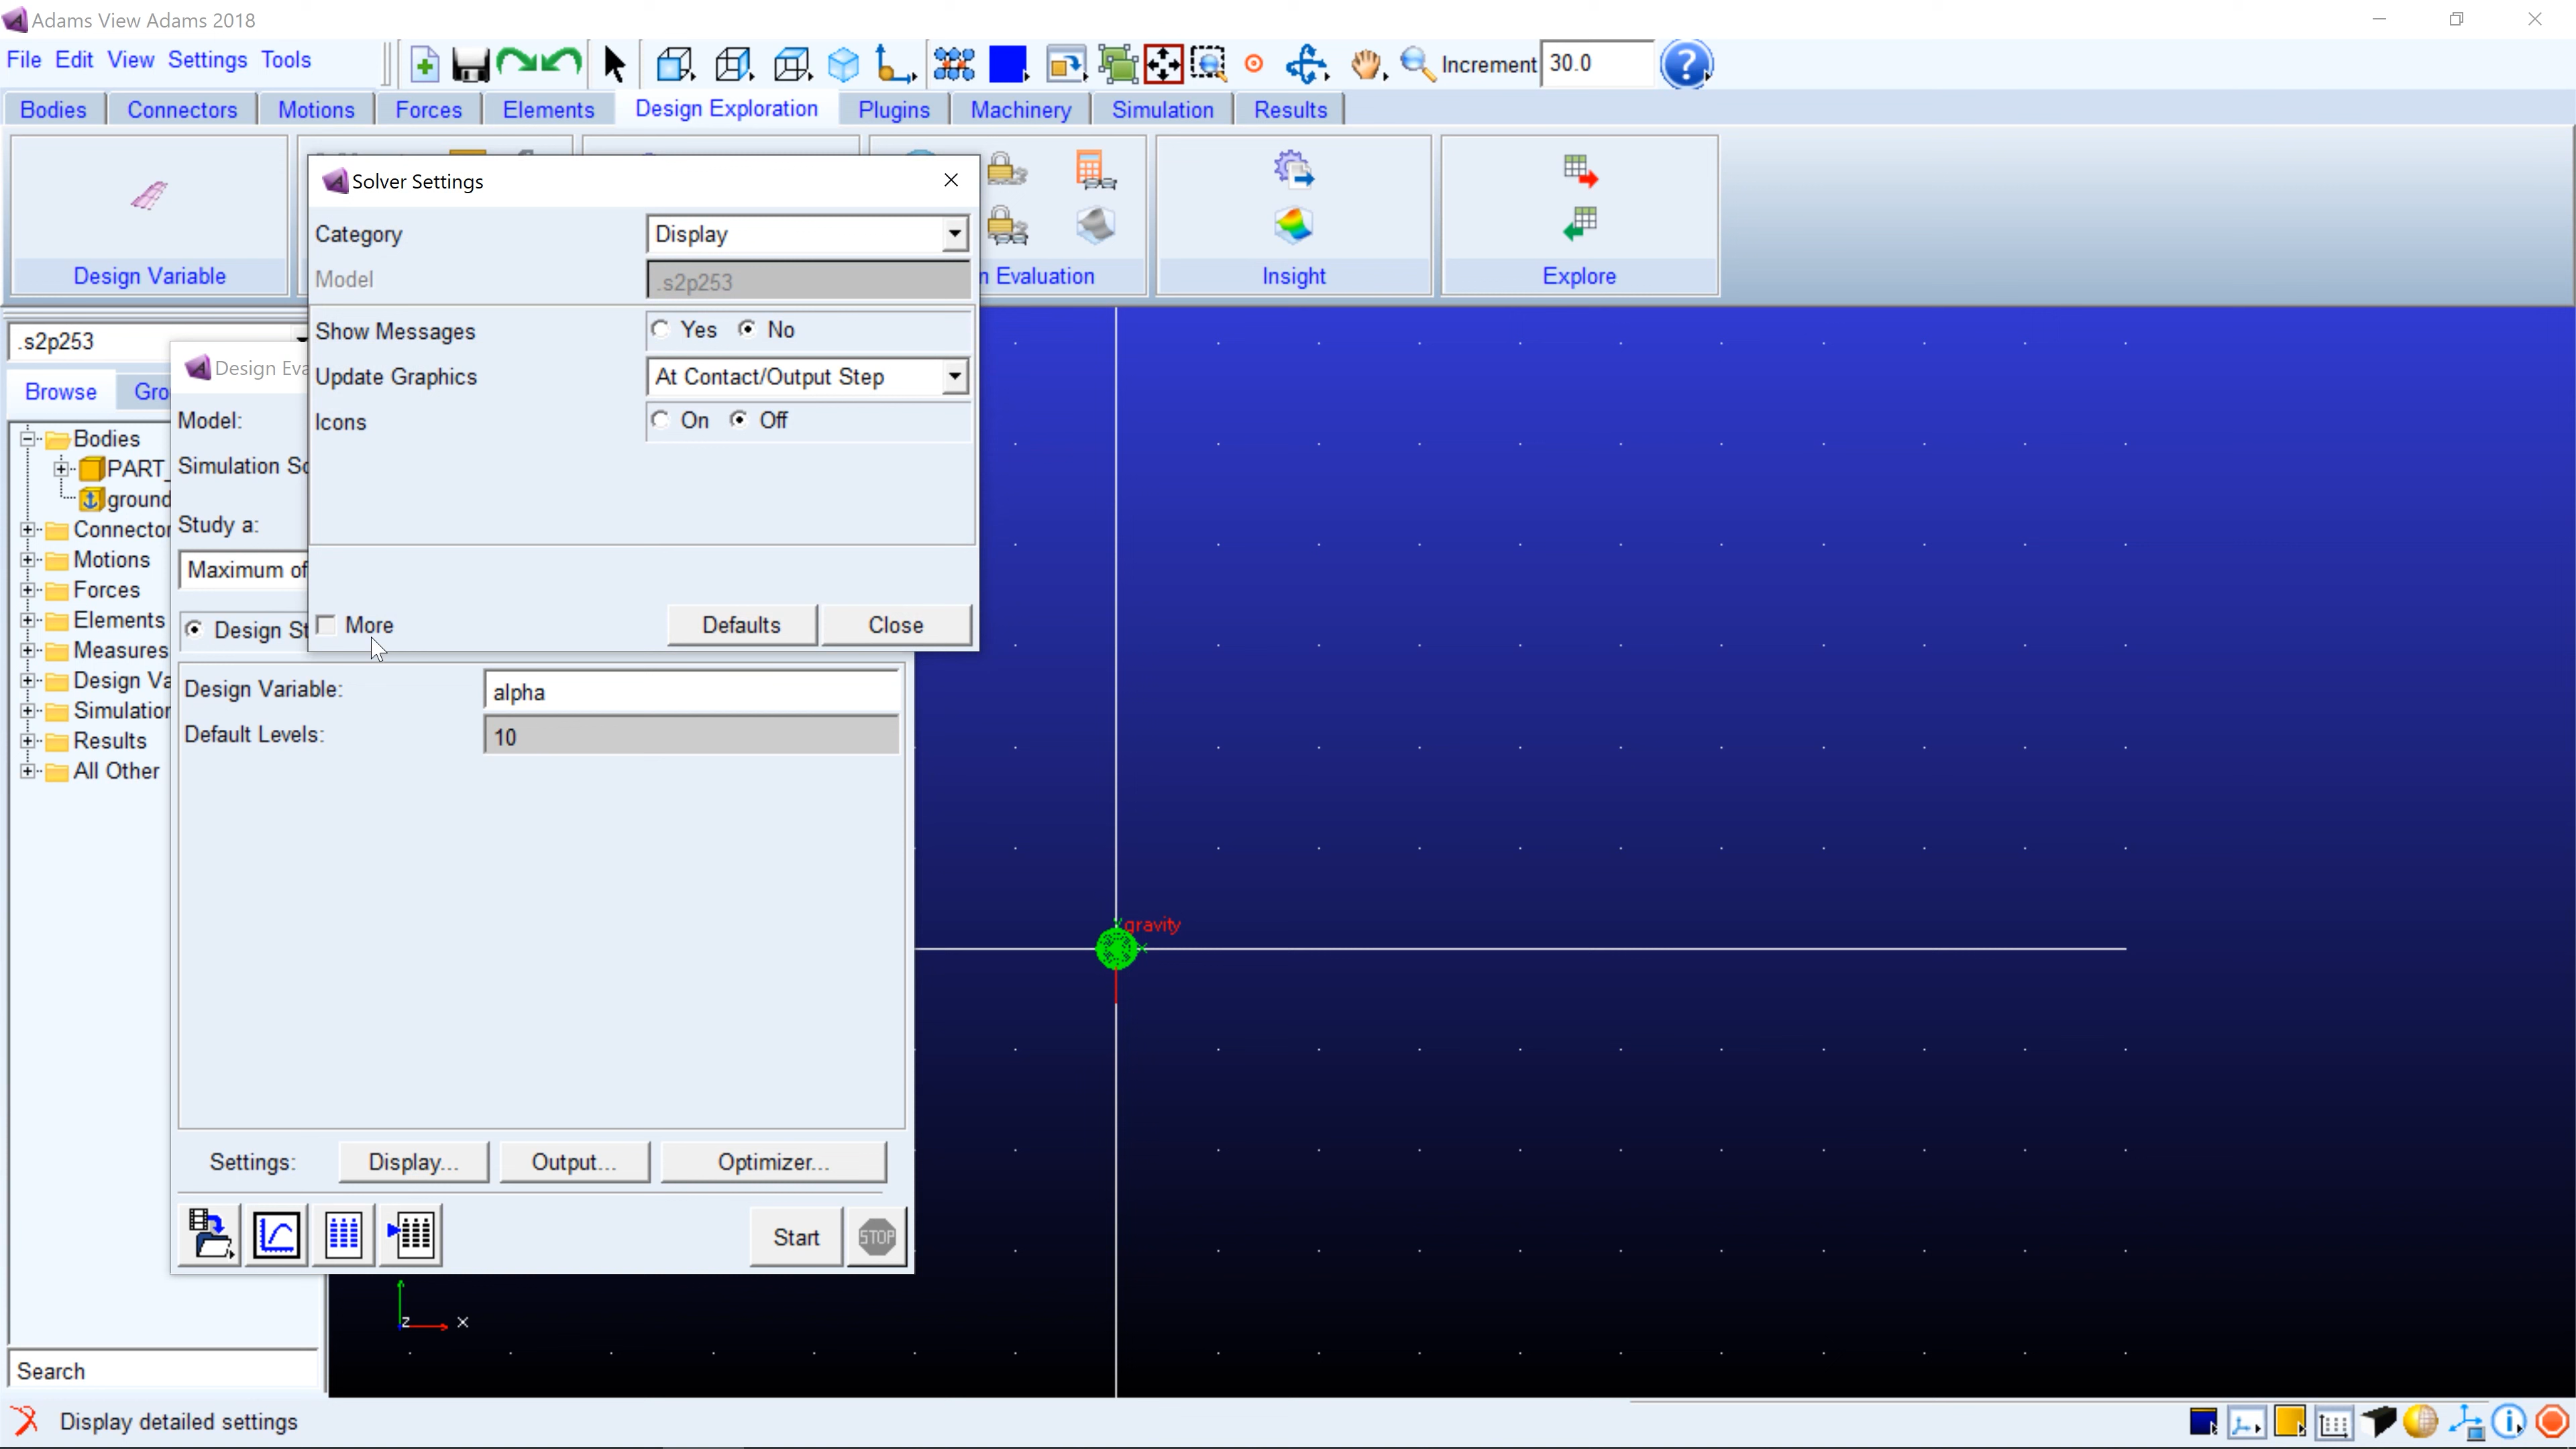 Adams View Adams 2018
File Edit View Settings Tools
Increment 30.0
Bodies Connectors Motions Forces Elements Design Exploration Plugins Machinery Simulation Results
Design Variable
n Evaluation
Insight
Explore
Solver Settings
Category Display
Model .s2p253
Show Messages Yes No
Update Graphics At Contact/Output Step
Icons On Off
More Defaults Close
.s2p253
Browse Gro
Bodies
PART_
ground
Connector
Motions
Forces
Elements
Measures
Design Va
Simulation
Results
All Other
Search
Design Eva
Model:
Simulation Sc
Study a:
Maximum of
Design St
Design Variable: alpha
Default Levels: 10
Settings: Display... Output... Optimizer...
Start STOP
gravity
Y
x
z x
Display detailed settings